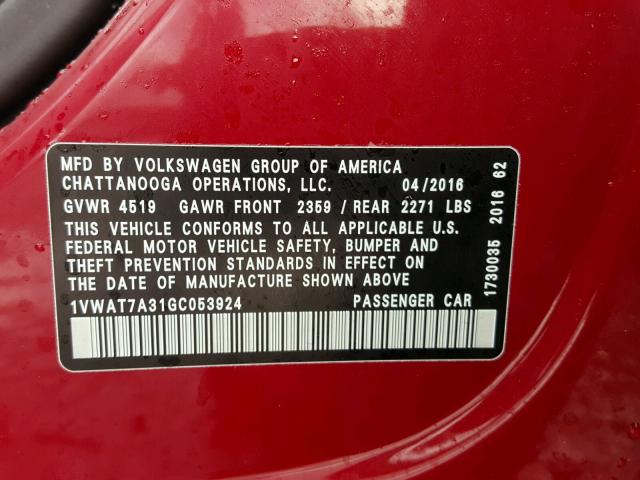 MFD BY VOLKSWAGEN GROUP OF AMERICA
CHATTANOOGA OPERATIONS, LLC. 04/2016
GVWR 4519 GAWR FRONT 2359 / REAR 2271 LBS
THIS VEHICLE CONFORMS TO ALL APPLICABLE U.S.
FEDERAL MOTOR VEHICLE SAFETY, BUMPER AND
THEFT PREVENTION STANDARDS IN EFFECT ON
THE DATE OF MANUFACTURE SHOWN ABOVE
1VWAT7A31GC053924 PASSENGER CAR
1730035 2016 62